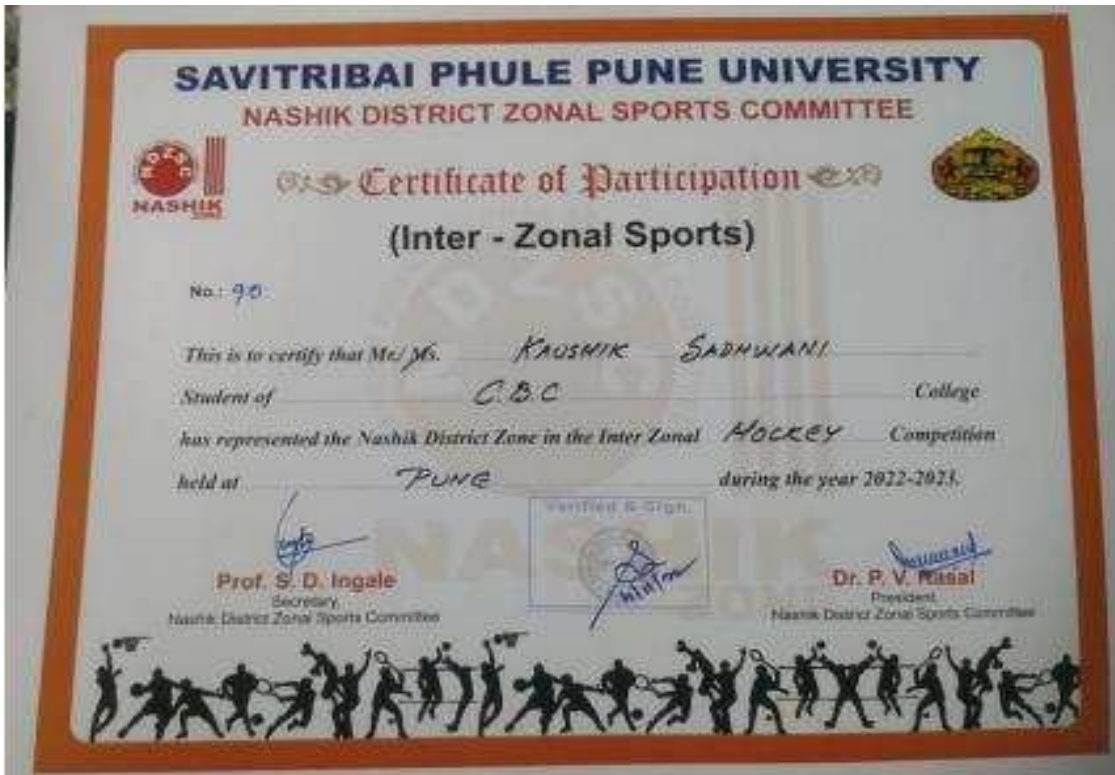 SAVITRIBAI PHULE PUNE UNIVERSITY
NASHIK DISTRICT ZONAL SPORTS COMMITTEE
NDZSC
NASHIK
ZONE
Certificate of Participation
(Inter - Zonal Sports)
No.: 90
This is to certify that Mr./ Ms. KAUSHIK SADHWANI
Student of C.B.C College
has represented the Nashik District Zone in the Inter Zonal HOCKEY Competition
held at PUNE during the year 2022-2023.
Verified & Sign.
Prof. S. D. Ingale
Secretary,
Nashik District Zonal Sports Committee
Dr. P. V. Rasal
President,
Nashik District Zonal Sports Committee